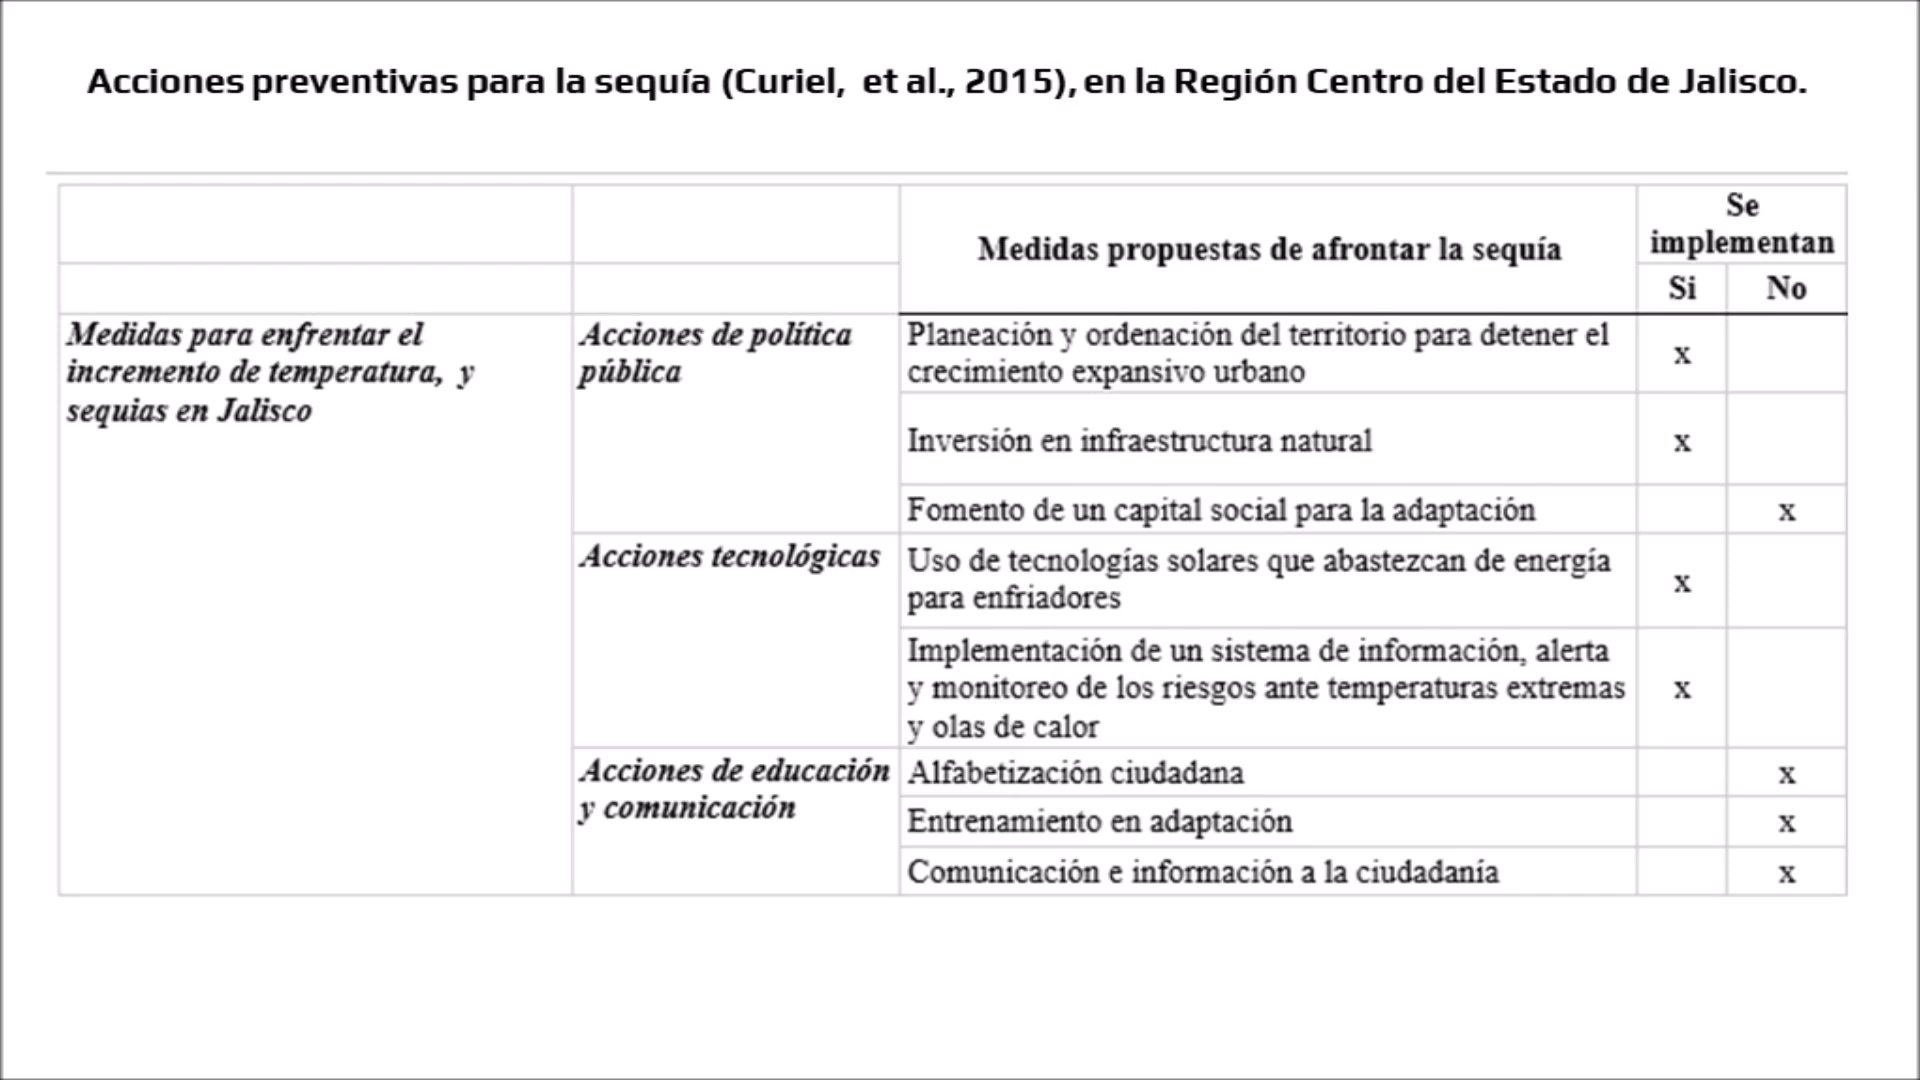 Acciones preventivas para la sequía (Curiel, et al., 2015), en la Región Centro del Estado de Jalisco.
Medidas propuestas de afrontar la sequía
Se
implementan
Si No
Medidas para enfrentar el
incremento de temperatura, y
sequias en Jalisco
Acciones de política
pública
Planeación y ordenación del territorio para detener el
crecimiento expansivo urbano
x
Inversión en infraestructura natural
x
Fomento de un capital social para la adaptación
x
Acciones tecnológicas
Uso de tecnologías solares que abastezcan de energía
para enfriadores
x
Implementación de un sistema de información, alerta
y monitoreo de los riesgos ante temperaturas extremas
y olas de calor
x
Acciones de educación
y comunicación
Alfabetización ciudadana
x
Entrenamiento en adaptación
x
Comunicación e información a la ciudadanía
x